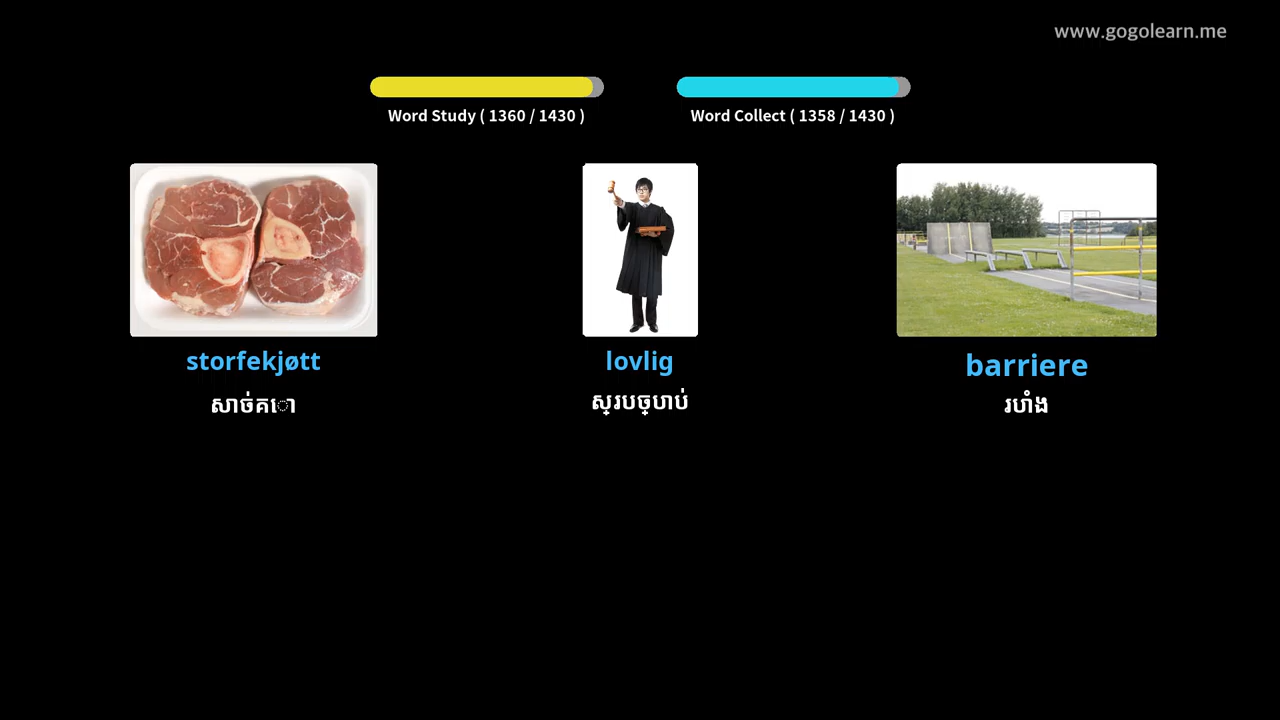 www.gogolearn.me
Word Study ( 1360 / 1430 )
Word Collect ( 1358 / 1430 )
storfekjøtt
lovlig
barriere
សាច់គោ
ស្របច្បាប់
របាំង